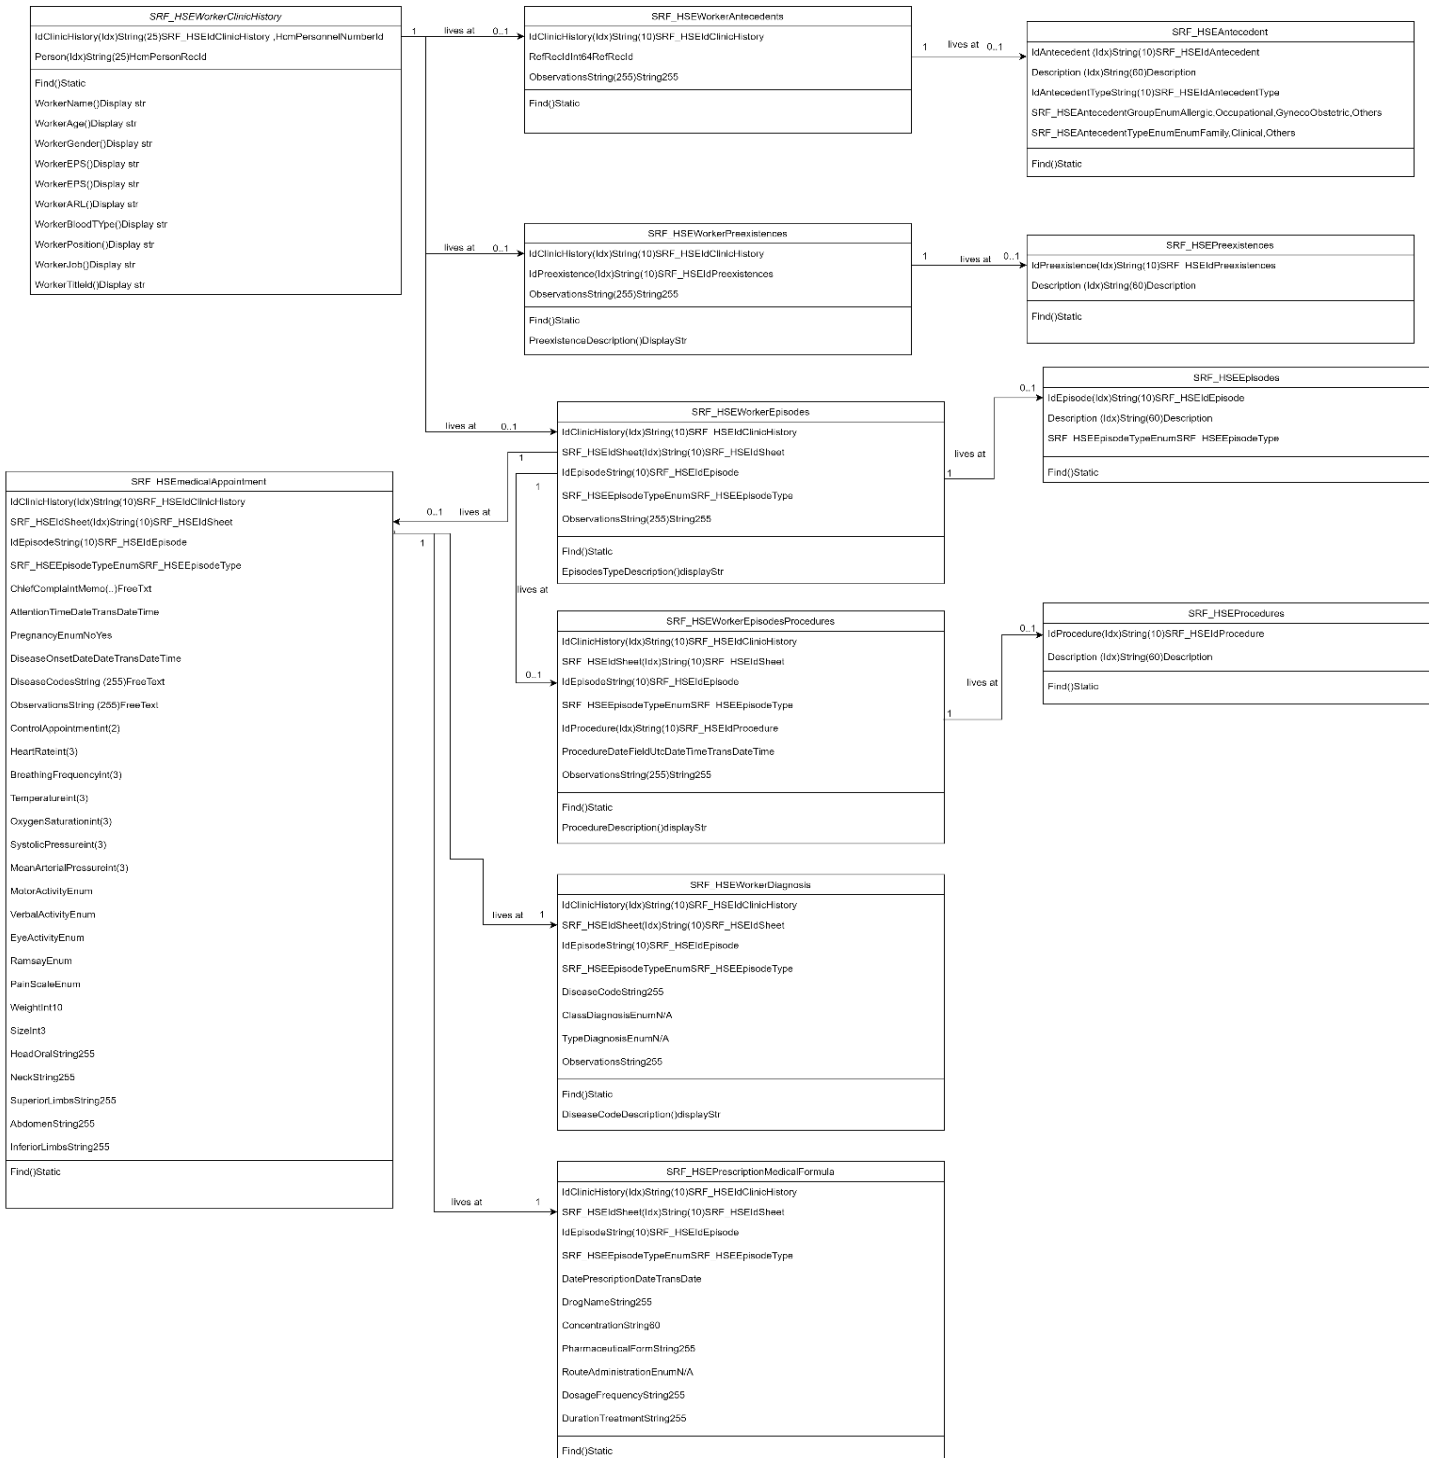 SRF_HSEWorkerClinicHistory
IdClinicHistory(Idx)String(25)SRF_HSEIdClinicHistory ,HcmPersonnelNumberId
Person(Idx)String(25)HcmPersonRecId
Find()Static
WorkerName()Display str
WorkerAge()Display str
WorkerGender()Display str
WorkerEPS()Display str
WorkerEPS()Display str
WorkerARL()Display str
WorkerBloodTYpe()Display str
WorkerPosition()Display str
WorkerJob()Display str
WorkerTitleId()Display str
1
lives at
0..1
SRF_HSEWorkerAntecedents
IdClinicHistory(Idx)String(10)SRF_HSEIdClinicHistory
RefRecIdInt64RefRecId
ObservationsString(255)String255
Find()Static
1
lives at
0..1
SRF_HSEAntecedent
IdAntecedent (Idx)String(10)SRF_HSEIdAntecedent
Description (Idx)String(60)Description
IdAntecedentTypeString(10)SRF_HSEIdAntecedentType
SRF_HSEAntecedentGroupEnumAllergic,Occupational,GynecoObstetric,Others
SRF_HSEAntecedentTypeEnumEnumFamily,Clinical,Others
Find()Static
lives at
0..1
SRF_HSEWorkerPreexistences
IdClinicHistory(Idx)String(10)SRF_HSEIdClinicHistory
IdPreexistence(Idx)String(10)SRF_HSEIdPreexistences
ObservationsString(255)String255
Find()Static
PreexistenceDescription()DisplayStr
1
lives at
0..1
SRF_HSEPreexistences
IdPreexistence(Idx)String(10)SRF_HSEIdPreexistences
Description (Idx)String(60)Description
Find()Static
lives at
0..1
SRF_HSEWorkerEpisodes
IdClinicHistory(Idx)String(10)SRF_HSEIdClinicHistory
SRF_HSEIdSheet(Idx)String(10)SRF_HSEIdSheet
IdEpisodeString(10)SRF_HSEIdEpisode
SRF_HSEEpisodeTypeEnumSRF_HSEEpisodeType
ObservationsString(255)String255
Find()Static
EpisodesTypeDescription()displayStr
1
lives at
0..1
SRF_HSEEpisodes
IdEpisode(Idx)String(10)SRF_HSEIdEpisode
Description (Idx)String(60)Description
SRF_HSEEpisodeTypeEnumSRF_HSEEpisodeType
Find()Static
1
lives at
0..1
SRF_HSEmedicalAppointment
IdClinicHistory(Idx)String(10)SRF_HSEIdClinicHistory
SRF_HSEIdSheet(Idx)String(10)SRF_HSEIdSheet
IdEpisodeString(10)SRF_HSEIdEpisode
SRF_HSEEpisodeTypeEnumSRF_HSEEpisodeType
ChiefComplaintMemo(..)FreeTxt
AttentionTimeDateTransDateTime
PregnancyEnumNoYes
DiseaseOnsetDateDateTransDateTime
DiseaseCodesString (255)FreeText
ObservationsString (255)FreeText
ControlAppointmentint(2)
HeartRateint(3)
BreathingFrequencyint(3)
Temperatureint(3)
OxygenSaturationint(3)
SystolicPressureint(3)
MeanArterialPressureint(3)
MotorActivityEnum
VerbalActivityEnum
EyeActivityEnum
RamsayEnum
PainScaleEnum
WeightInt10
SizeInt3
HeadOralString255
NeckString255
SuperiorLimbsString255
AbdomenString255
InferiorLimbsString255
Find()Static
1
lives at
0..1
SRF_HSEWorkerEpisodesProcedures
IdClinicHistory(Idx)String(10)SRF_HSEIdClinicHistory
SRF_HSEIdSheet(Idx)String(10)SRF_HSEIdSheet
IdEpisodeString(10)SRF_HSEIdEpisode
SRF_HSEEpisodeTypeEnumSRF_HSEEpisodeType
IdProcedure(Idx)String(10)SRF_HSEIdProcedure
ProcedureDateFieldUtcDateTimeTransDateTime
ObservationsString(255)String255
Find()Static
ProcedureDescription()displayStr
1
lives at
0..1
SRF_HSEProcedures
IdProcedure(Idx)String(10)SRF_HSEIdProcedure
Description (Idx)String(60)Description
Find()Static
1
lives at
1
SRF_HSEWorkerDiagnosis
IdClinicHistory(Idx)String(10)SRF_HSEIdClinicHistory
SRF_HSEIdSheet(Idx)String(10)SRF_HSEIdSheet
IdEpisodeString(10)SRF_HSEIdEpisode
SRF_HSEEpisodeTypeEnumSRF_HSEEpisodeType
DiseaseCodeString255
ClassDiagnosisEnumN/A
TypeDiagnosisEnumN/A
ObservationsString255
Find()Static
DiseaseCodeDescription()displayStr
lives at
1
SRF_HSEPrescriptionMedicalFormula
IdClinicHistory(Idx)String(10)SRF_HSEIdClinicHistory
SRF_HSEIdSheet(Idx)String(10)SRF_HSEIdSheet
IdEpisodeString(10)SRF_HSEIdEpisode
SRF_HSEEpisodeTypeEnumSRF_HSEEpisodeType
DatePrescriptionDateTransDate
DrogNameString255
ConcentrationString60
PharmaceuticalFormString255
RouteAdministrationEnumN/A
DosageFrequencyString255
DurationTreatmentString255
Find()Static